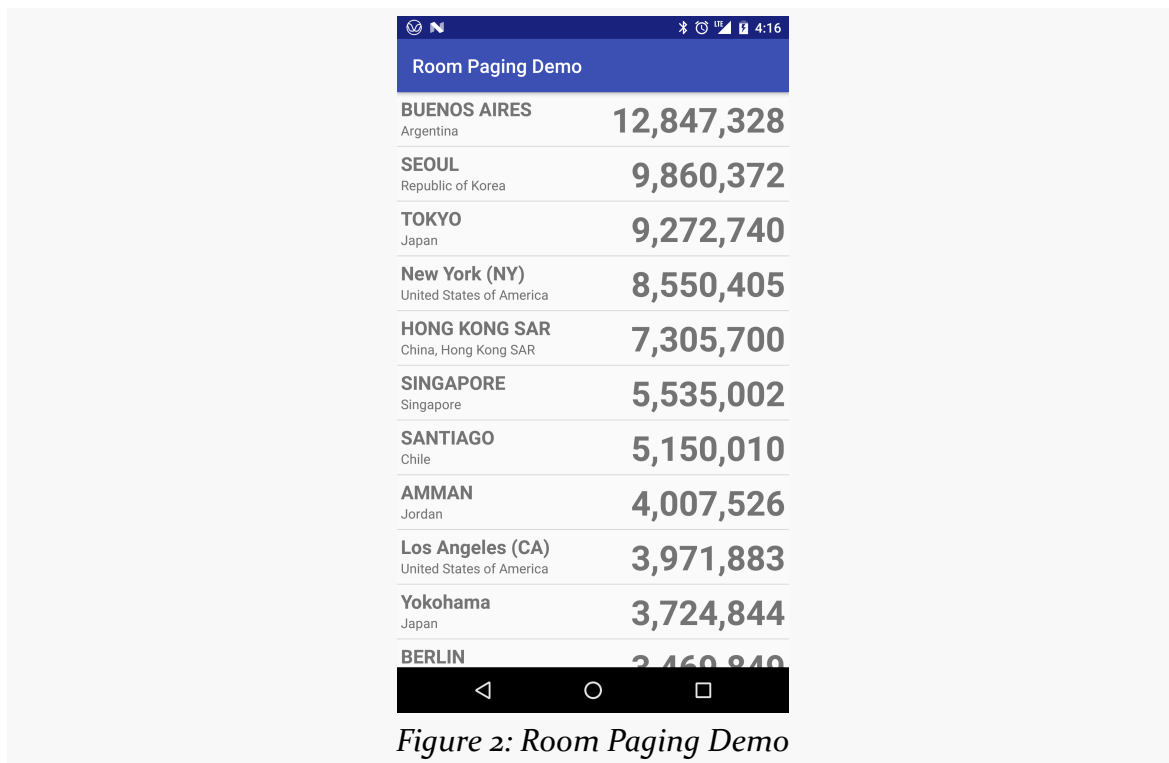 LTE 4:16
Room Paging Demo
BUENOS AIRES 12,847,328
Argentina
SEOUL 9,860,372
Republic of Korea
TOKYO 9,272,740
Japan
New York (NY) 8,550,405
United States of America
HONG KONG SAR 7,305,700
China, Hong Kong SAR
SINGAPORE 5,535,002
Singapore
SANTIAGO 5,150,010
Chile
AMMAN 4,007,526
Jordan
Los Angeles (CA) 3,971,883
United States of America
Yokohama 3,724,844
Japan
BERLIN 3,469,849
Figure 2: Room Paging Demo